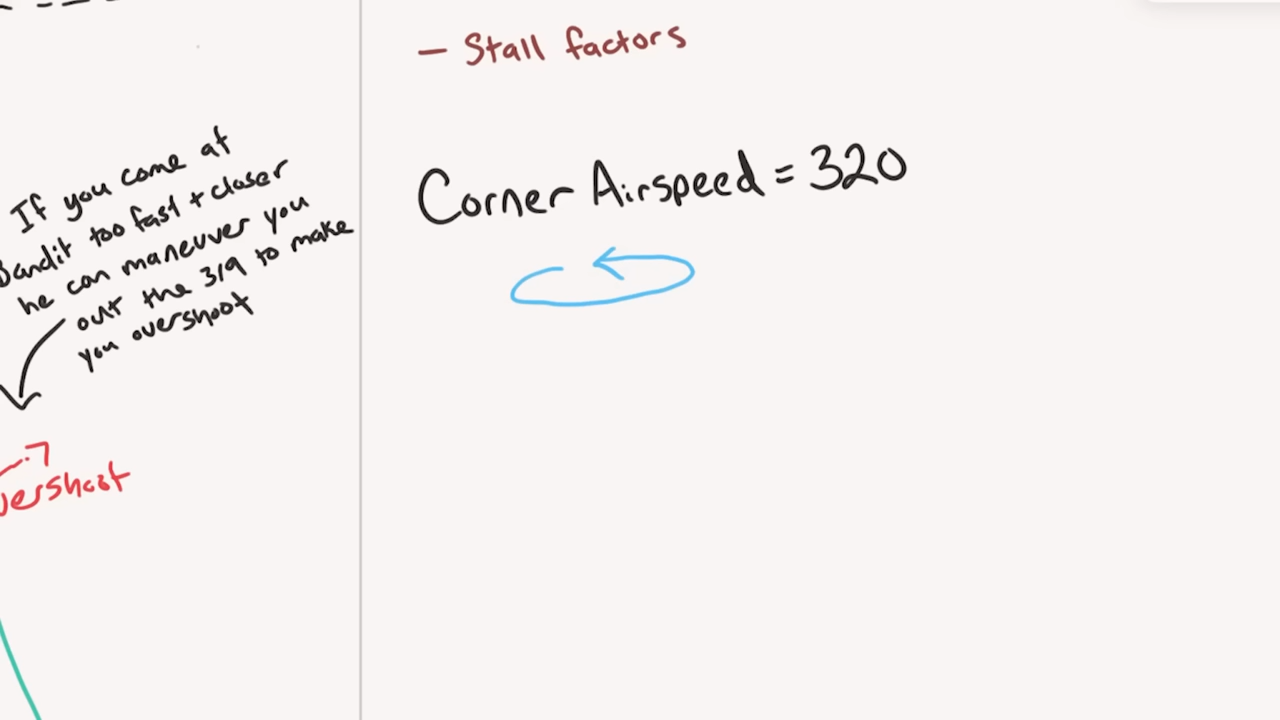 If you come at
Bandit too fast + closer
he can maneuver you
out the 3/9 to make
you overshoot
overshoot
— Stall factors
Corner Airspeed = 320